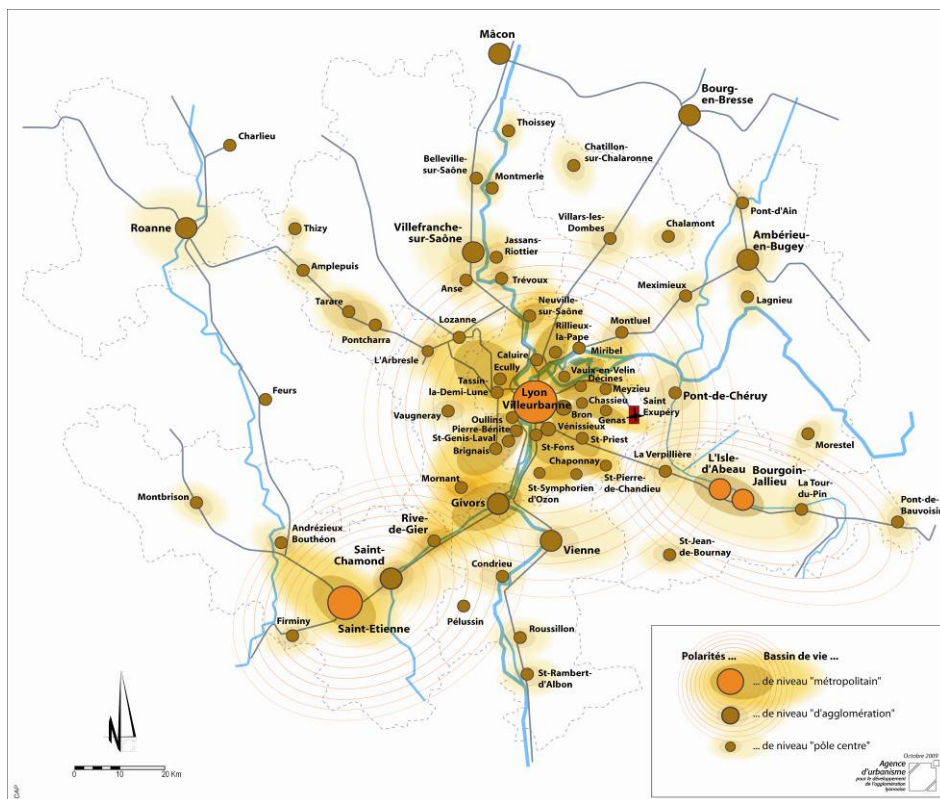 Mâcon
Bourg-
en-Bresse
Thoissey
Charlieu
Chatillon-
sur-Chalaronne
Belleville-
sur-Saône
Montmerle
Pont-d'Ain
Roanne
Thizy
Villefranche-
sur-Saône
Jassans-
Riottier
Villars-les-
Dombes
Chalamont
Ambérieu-
en-Bugey
Amplepuis
Anse
Trévoux
Meximieux
Lagnieu
Tarare
Neuville-
sur-Saône
Pontcharra
Lozanne
Rillieux-
la-Pape
Montluel
L'Arbresle
Caluire
Ecully
Miribel
Vaulx-en-Velin
Décines
Tassin-
la-Demi-Lune
Lyon
Villeurbanne
Meyzieu
Pont-de-Chéruy
Feurs
Chassieu
Saint
Exupéry
Vaugneray
Oullins
Bron
Genas
Pierre-Bénite
Vénissieux
St-Genis-Laval
St-Priest
Morestel
Brignais
St-Fons
Chaponnay
La Verpillière
L'Isle-
d'Abeau
Bourgoin-
Jallieu
Mornant
St-Symphorien
d'Ozon
St-Pierre-
de-Chandieu
La Tour-
du-Pin
Montbrison
Givors
Pont-de-
Beauvoisin
Andrézieux
Bouthéon
Rive-
de-Gier
Vienne
St-Jean-
de-Bournay
Saint-
Chamond
Condrieu
Saint-Etienne
Pélussin
Firminy
Roussillon
St-Rambert-
d'Albon
Polarités ... Bassin de vie ...
... de niveau "métropolitain"
... de niveau "d'agglomération"
... de niveau "pôle centre"
N
0 10 20 Km
Octobre 2009
Agence
d'urbanisme
pour le développement
de l'agglomération
lyonnaise
CAP